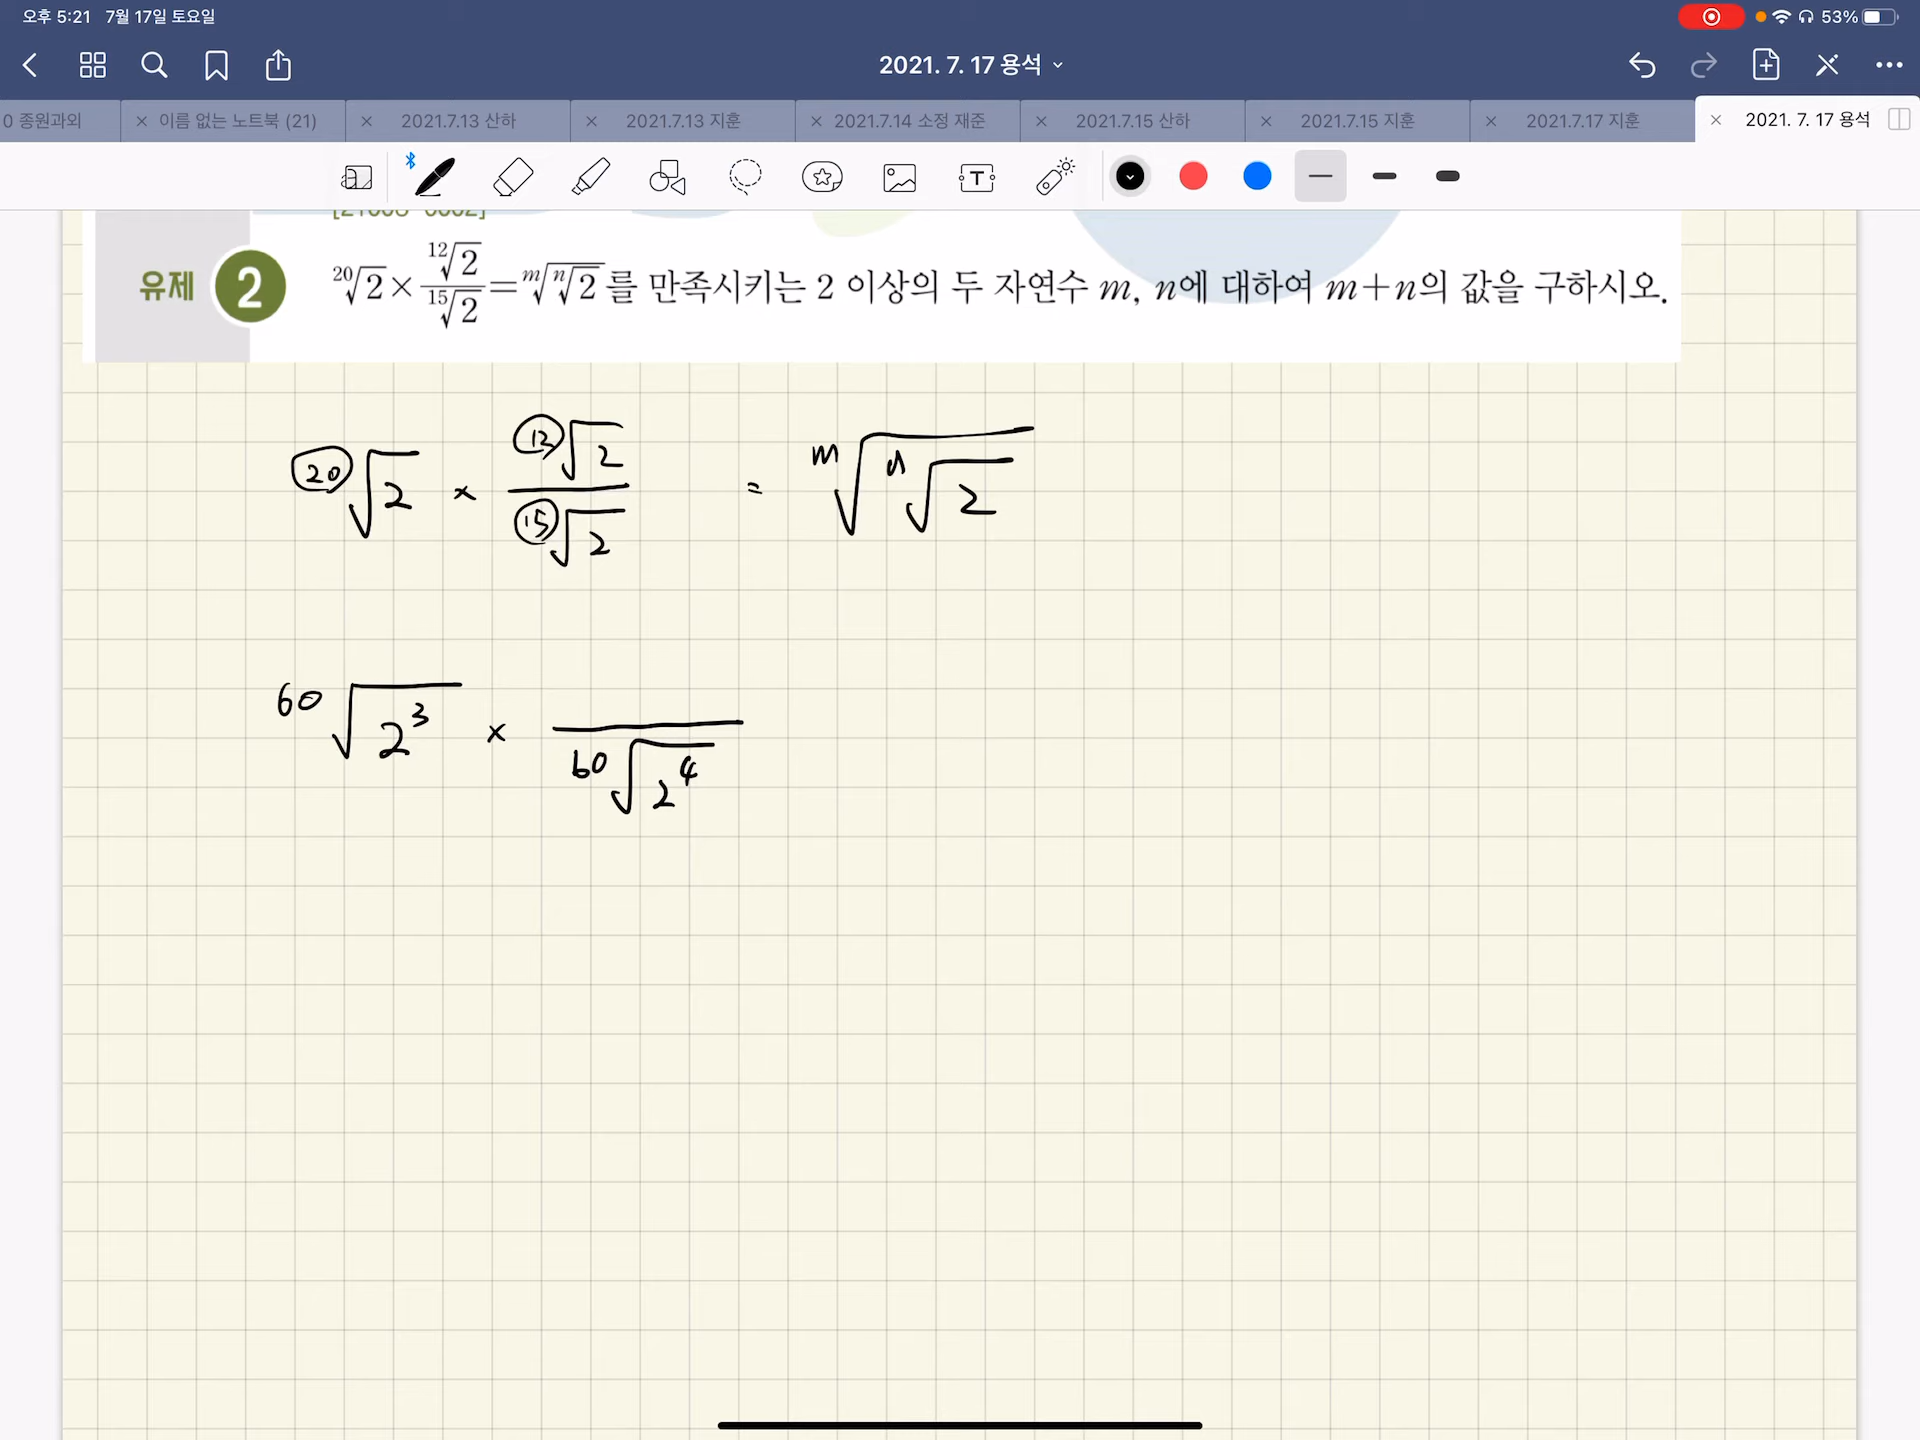 오후 5:21 7월 17일 토요일
53%
2021. 7. 17 용석
0 종원과외
이름 없는 노트북 (21)
2021.7.13 산하
2021.7.13 지훈
2021.7.14 소정 재준
2021.7.15 산하
2021.7.15 지훈
2021.7.17 지훈
2021. 7. 17 용석
유제 2 ²⁰√2 × ¹²√2 / ¹⁵√2 = ᵐ√ⁿ√2 를 만족시키는 2 이상의 두 자연수 m, n에 대하여 m+n의 값을 구하시오.
²⁰√2 × ¹²√2 / ¹⁵√2 = ᵐ√ⁿ√2
⁶⁰√2³ × / ⁶⁰√2⁴